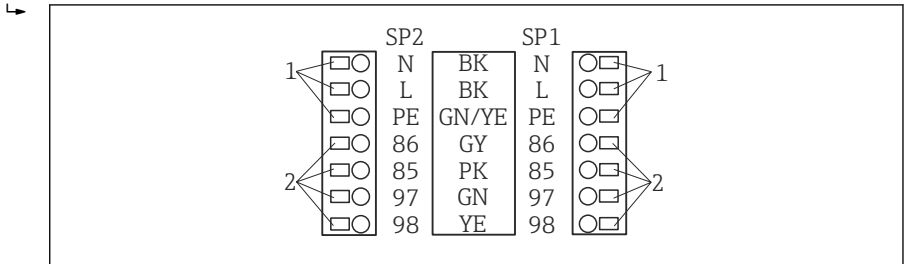 SP2 SP1
N BK N
1 L BK L 1
PE GN/YE PE
86 GY 86
2 85 PK 85 2
97 GN 97
98 YE 98